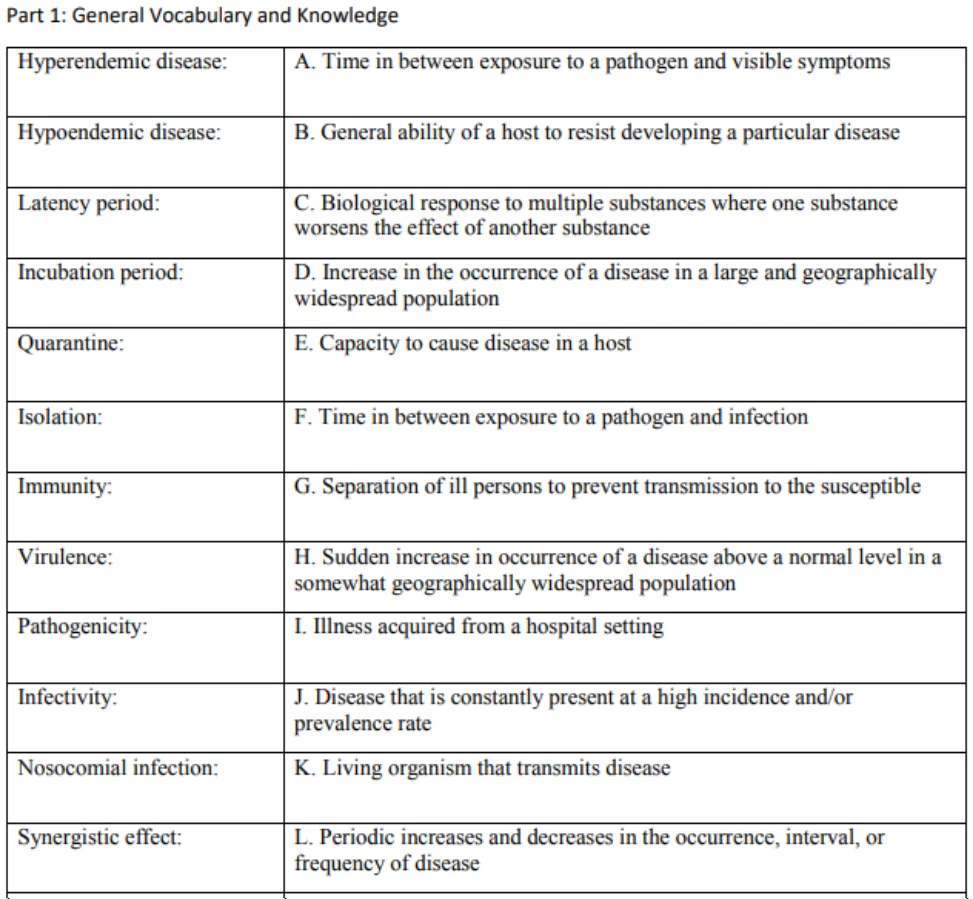 Part 1: General Vocabulary and Knowledge
Hyperendemic disease:
A. Time in between exposure to a pathogen and visible symptoms
Hypoendemic disease:
B. General ability of a host to resist developing a particular disease
Latency period:
C. Biological response to multiple substances where one substance
worsens the effect of another substance
Incubation period:
D. Increase in the occurrence of a disease in a large and geographically
widespread population
Quarantine:
E. Capacity to cause disease in a host
Isolation:
F. Time in between exposure to a pathogen and infection
Immunity:
G. Separation of ill persons to prevent transmission to the susceptible
Virulence:
H. Sudden increase in occurrence of a disease above a normal level in a
somewhat geographically widespread population
Pathogenicity:
I. Illness acquired from a hospital setting
Infectivity:
J. Disease that is constantly present at a high incidence and/or
prevalence rate
Nosocomial infection:
K. Living organism that transmits disease
Synergistic effect:
L. Periodic increases and decreases in the occurrence, interval, or
frequency of disease